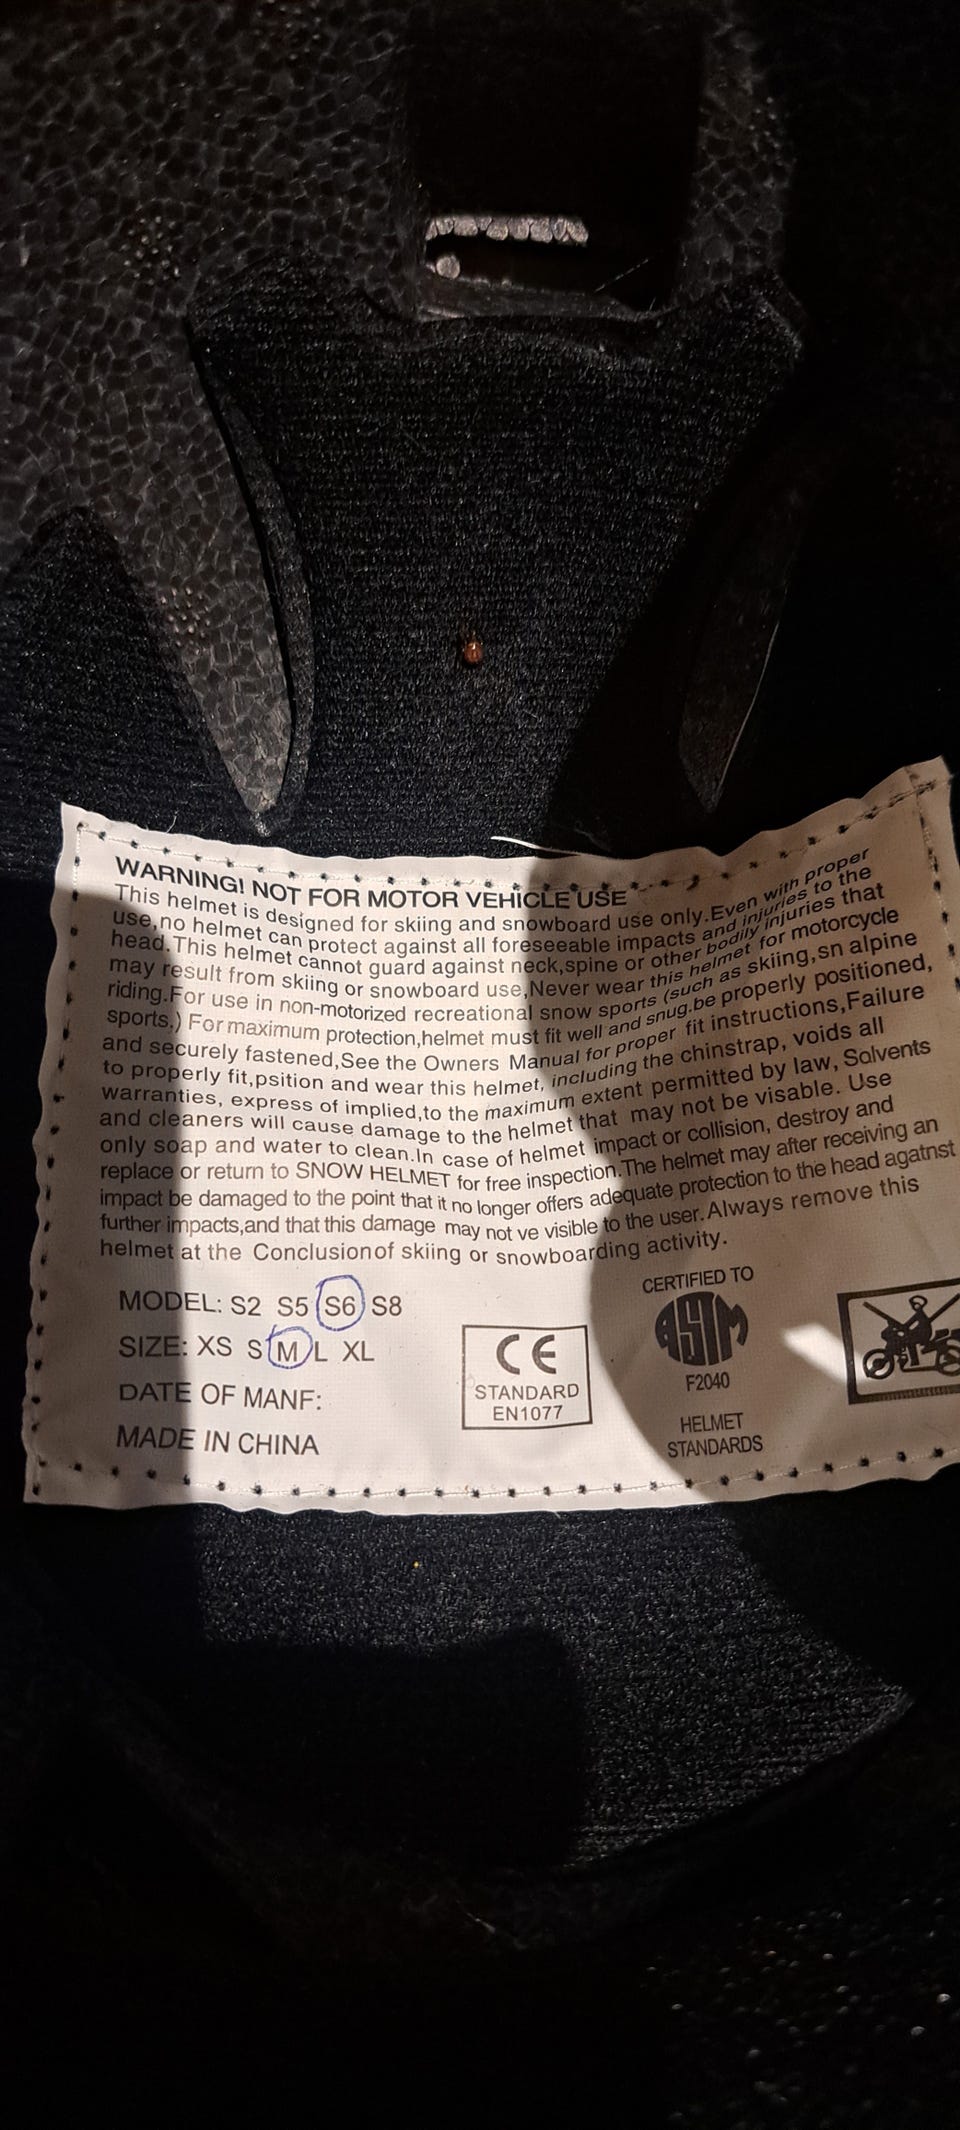 WARNING! NOT FOR MOTOR VEHICLE USE
This helmet is designed for skiing and snowboard use only.Even with proper
use,no helmet can protect against all foreseeable impacts and injuries to the
head.This helmet cannot guard against neck,spine or other bodily injuries that
may result from skiing or snowboard use,Never wear this helmet for motorcycle
riding.For use in non-motorized recreational snow sports (such as skiing,sn alpine
sports.) For maximum protection,helmet must fit well and snug.be properly positioned,
and securely fastened,See the Owners Manual for proper fit instructions,Failure
to properly fit,psition and wear this helmet, including the chinstrap, voids all
warranties, express of implied,to the maximum extent permitted by law, Solvents
and cleaners will cause damage to the helmet that may not be visable. Use
only soap and water to clean.In case of helmet impact or collision, destroy and
replace or return to SNOW HELMET for free inspection.The helmet may after receiving an
impact be damaged to the point that it no longer offers adequate protection to the head agatnst
further impacts,and that this damage may not ve visible to the user.Always remove this
helmet at the Conclusionof skiing or snowboarding activity.
MODEL: S2 S5 S6 S8
SIZE: XS S M L XL
DATE OF MANF:
MADE IN CHINA
CE
STANDARD
EN1077
CERTIFIED TO
ASTM
F2040
HELMET
STANDARDS